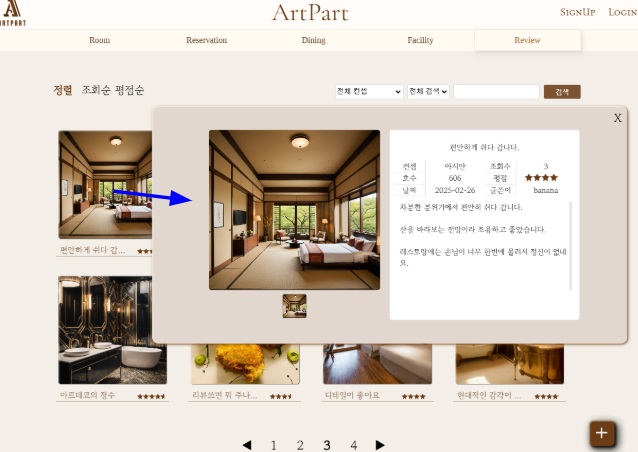 ARTPART
ArtPart
SignUp Login
Room Reservation Dining Facility Review
정렬 조회순 평점순
전체 컨셉 전체 검색 검색
X
편안하게 쉬다 갑니다.
컨셉 아시안 조회수 3
호수 606 평점 ★★★★
날짜 2025-02-26 글쓴이 banana
차분한 분위기에서 편안히 쉬다 갑니다.
산을 바라보는 전망이라 조용하고 좋았습니다.
레스토랑에는 손님이 너무 한번에 몰려서 정신이 없네
요.
편안하게 쉬다 갑...
아르데코의 정수
리뷰쓰면 뭐 주나...
디테일이 좋아요 ★★★★
현대적인 감각이 ... ★★★★
◀ 1 2 3 4 ▶
+